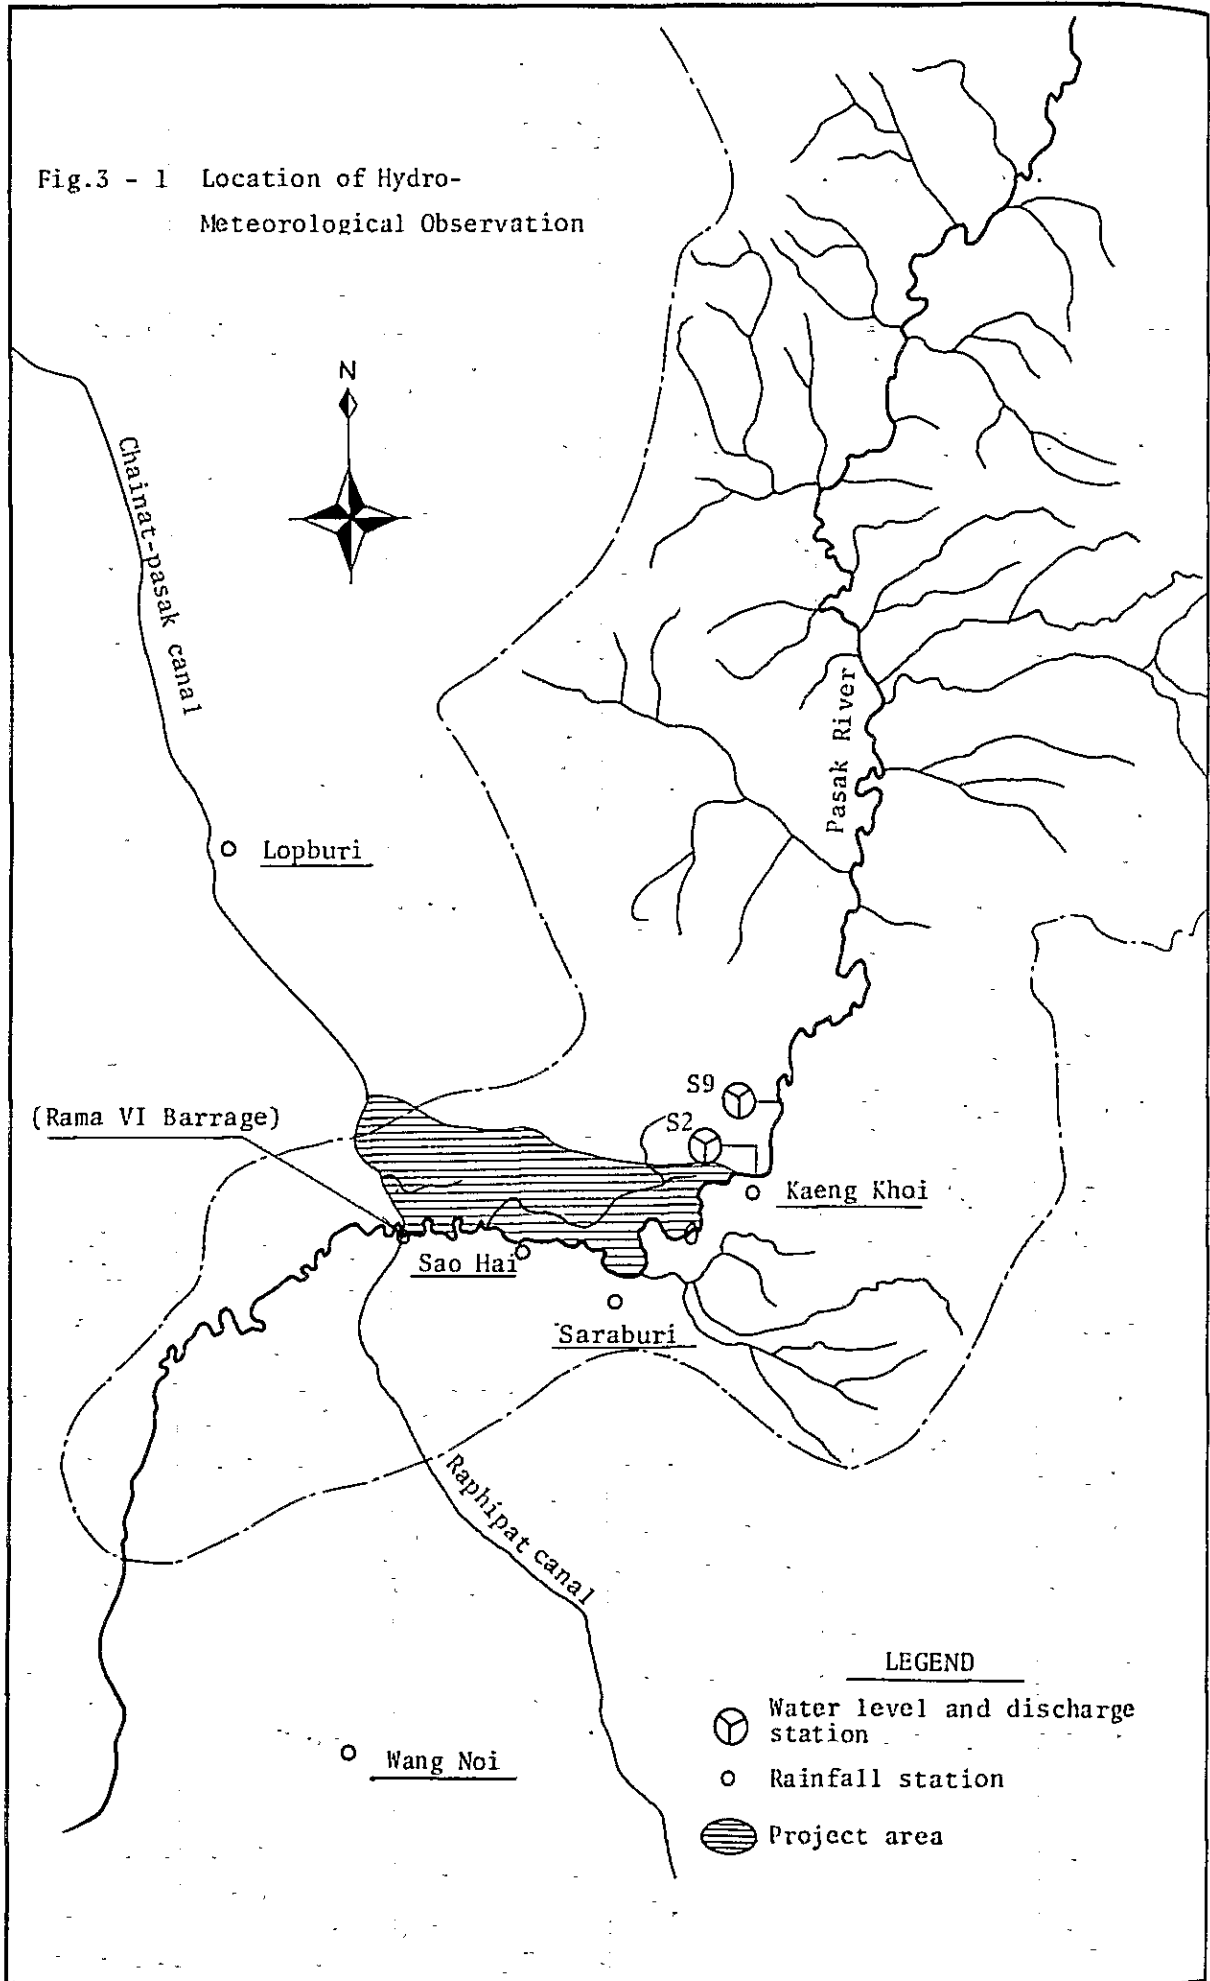 Fig.3 - 1 Location of Hydro-
Meteorological Observation
N
Chainat-pasak canal
Pasak River
Lopburi
S9
(Rama VI Barrage)
S2
Kaeng Khoi
Sao Hai
Saraburi
Raphipat canal
LEGEND
Water level and discharge
station
Wang Noi
Rainfall station
Project area